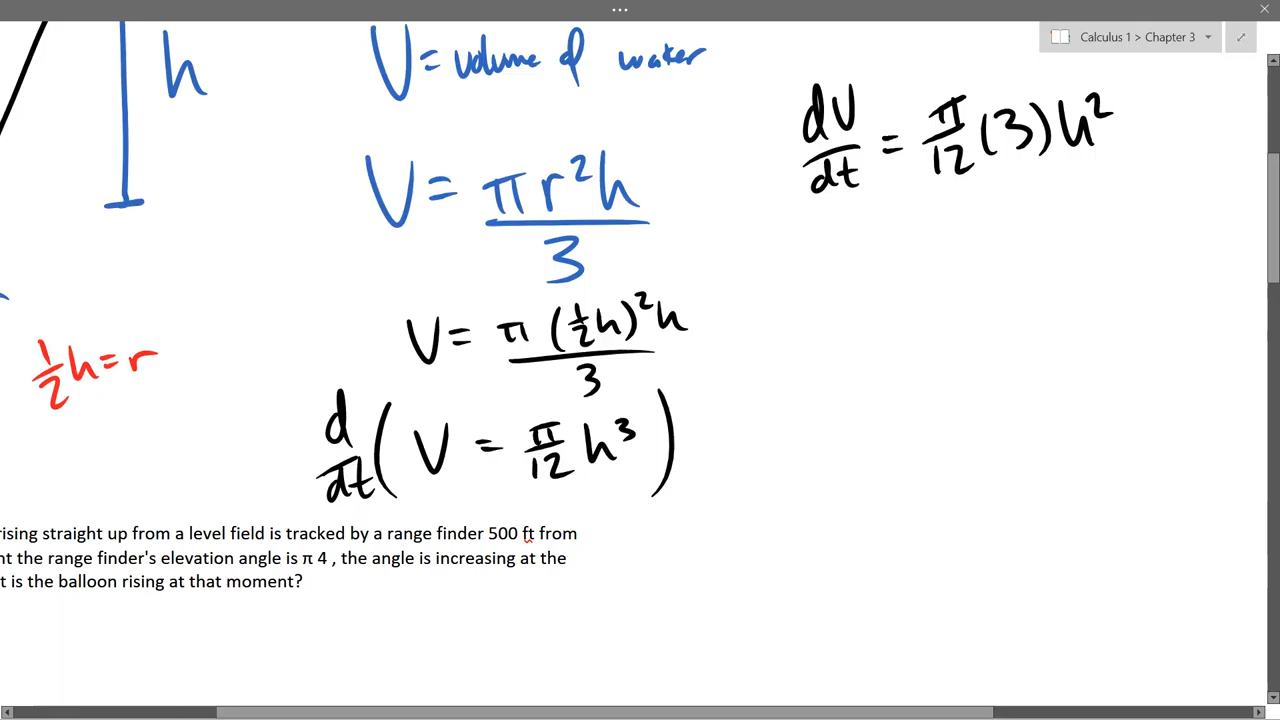 Calculus 1 > Chapter 3
h
V = volume of water
V = πr²h/3
V = π(½h)²h/3
½h = r
d/dt(V = π/12 h³)
dV/dt = π/12 (3)h²
rising straight up from a level field is tracked by a range finder 500 ft from
nt the range finder's elevation angle is π 4 , the angle is increasing at the
t is the balloon rising at that moment?